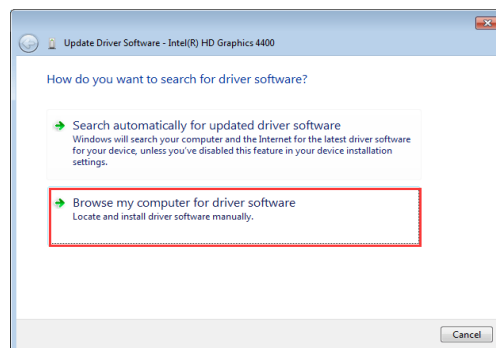 Update Driver Software - Intel(R) HD Graphics 4400
How do you want to search for driver software?
Search automatically for updated driver software
Windows will search your computer and the Internet for the latest driver software
for your device, unless you've disabled this feature in your device installation
settings.
Browse my computer for driver software
Locate and install driver software manually.
Cancel